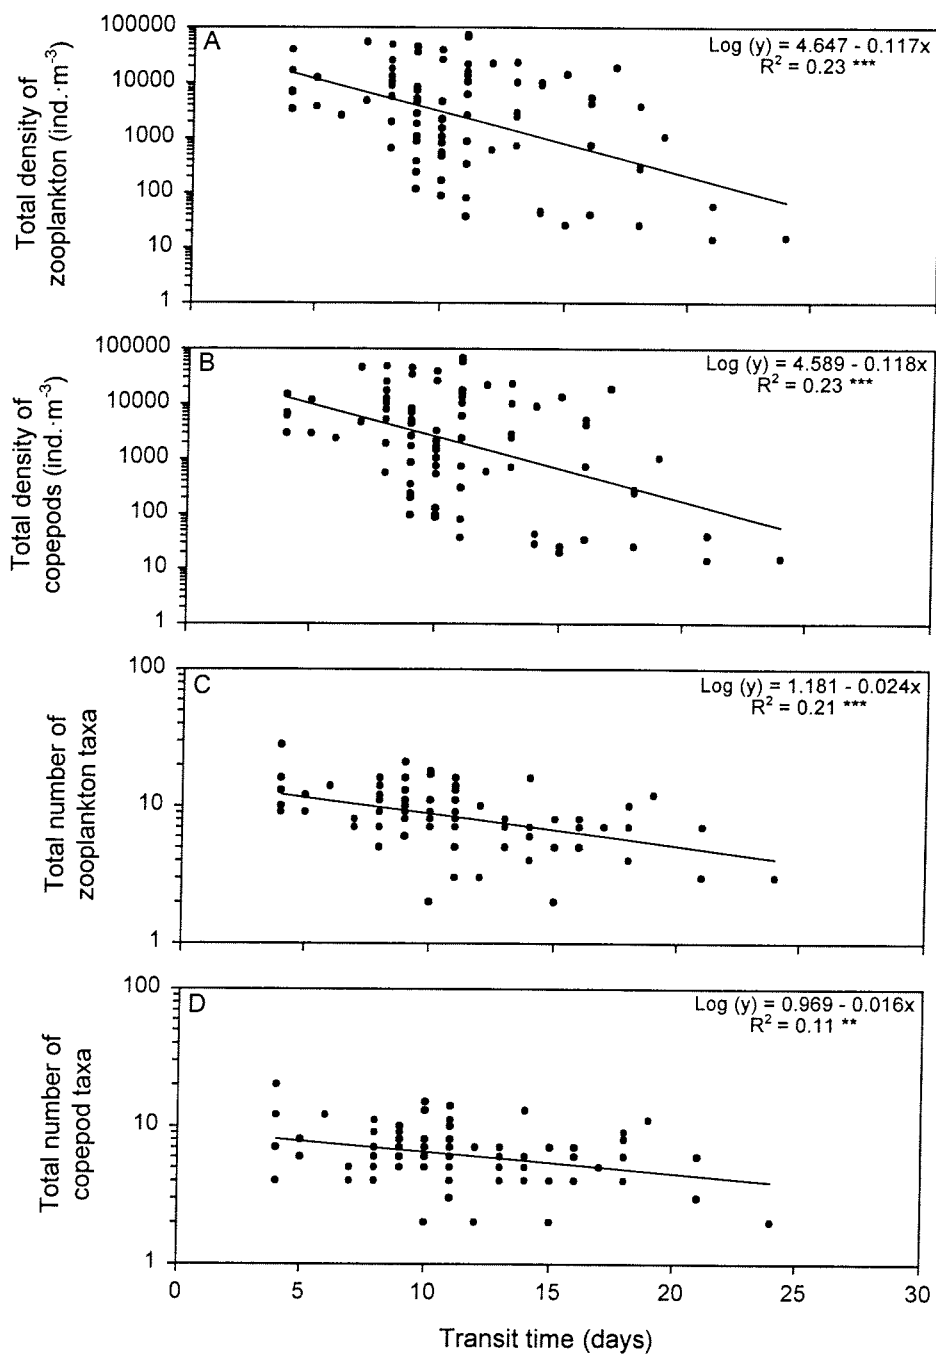 100000
10000
1000
100
10
1
Total density of
zooplankton (ind.·m⁻³)
A
Log (y) = 4.647 - 0.117x
R² = 0.23 ***
100000
10000
1000
100
10
1
Total density of
copepods (ind.·m⁻³)
B
Log (y) = 4.589 - 0.118x
R² = 0.23 ***
100
10
1
Total number of
zooplankton taxa
C
Log (y) = 1.181 - 0.024x
R² = 0.21 ***
100
10
1
Total number of
copepod taxa
D
Log (y) = 0.969 - 0.016x
R² = 0.11 **
0 5 10 15 20 25 30
Transit time (days)